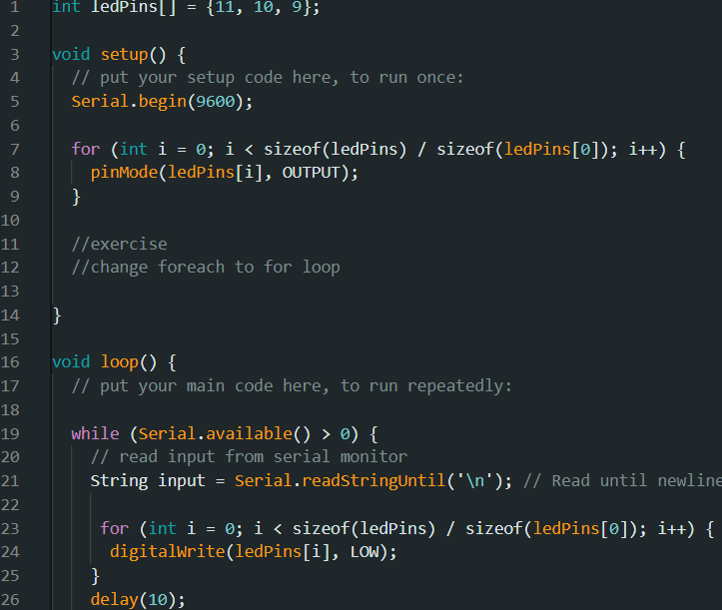 1 int ledPins[] = {11, 10, 9};
2
3 void setup() {
4 // put your setup code here, to run once:
5 Serial.begin(9600);
6
7 for (int i = 0; i < sizeof(ledPins) / sizeof(ledPins[0]); i++) {
8 pinMode(ledPins[i], OUTPUT);
9 }
10
11 //exercise
12 //change foreach to for loop
13
14 }
15
16 void loop() {
17 // put your main code here, to run repeatedly:
18
19 while (Serial.available() > 0) {
20 // read input from serial monitor
21 String input = Serial.readStringUntil('\n'); // Read until newline
22
23 for (int i = 0; i < sizeof(ledPins) / sizeof(ledPins[0]); i++) {
24 digitalWrite(ledPins[i], LOW);
25 }
26 delay(10);